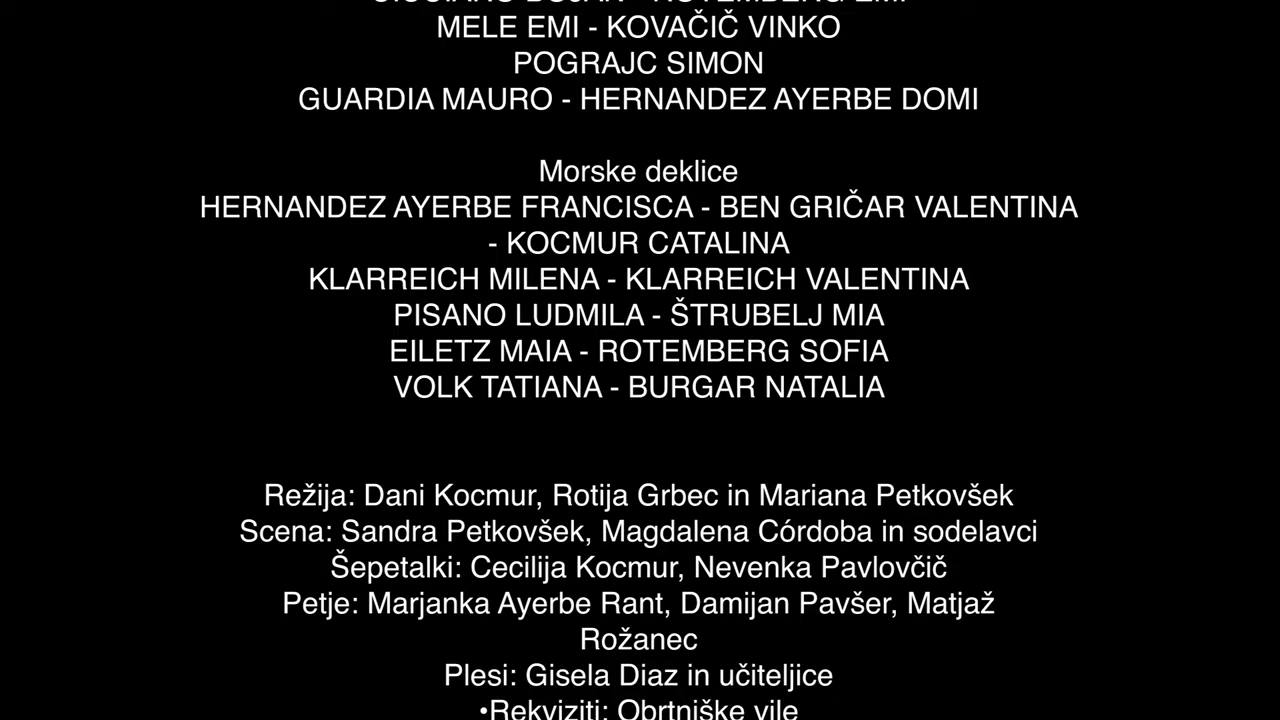 MELE EMI - KOVAČIČ VINKO
POGRAJC SIMON
GUARDIA MAURO - HERNANDEZ AYERBE DOMI
Morske deklice
HERNANDEZ AYERBE FRANCISCA - BEN GRIČAR VALENTINA
- KOCMUR CATALINA
KLARREICH MILENA - KLARREICH VALENTINA
PISANO LUDMILA - ŠTRUBELJ MIA
EILETZ MAIA - ROTEMBERG SOFIA
VOLK TATIANA - BURGAR NATALIA
Režija: Dani Kocmur, Rotija Grbec in Mariana Petkovšek
Scena: Sandra Petkovšek, Magdalena Córdoba in sodelavci
Šepetalki: Cecilija Kocmur, Nevenka Pavlovčič
Petje: Marjanka Ayerbe Rant, Damijan Pavšer, Matjaž
Rožanec
Plesi: Gisela Diaz in učiteljice
•Rekviziti: Obrtniške vile